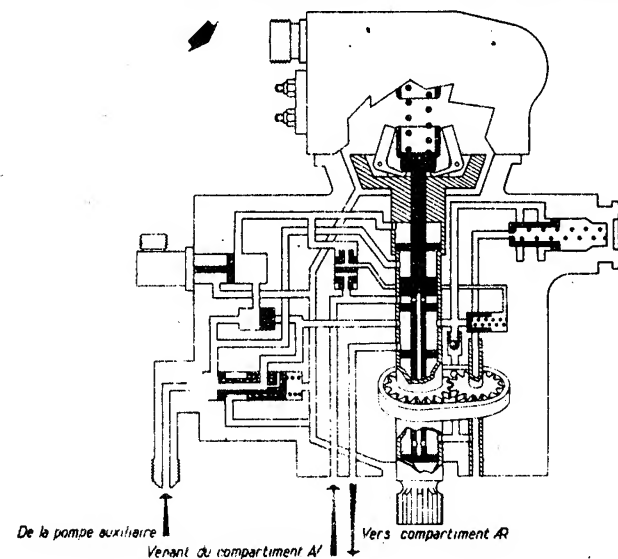 De la pompe auxiliaire
Vers compartiment AR
Venant du compartiment AV